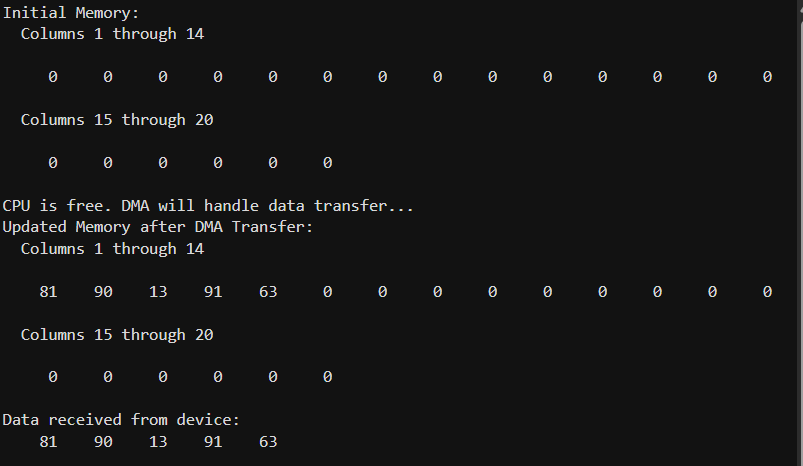 Initial Memory:
Columns 1 through 14
0 0 0 0 0 0 0 0 0 0 0 0 0 0
Columns 15 through 20
0 0 0 0 0 0
CPU is free. DMA will handle data transfer...
Updated Memory after DMA Transfer:
Columns 1 through 14
81 90 13 91 63 0 0 0 0 0 0 0 0 0
Columns 15 through 20
0 0 0 0 0 0
Data received from device:
81 90 13 91 63